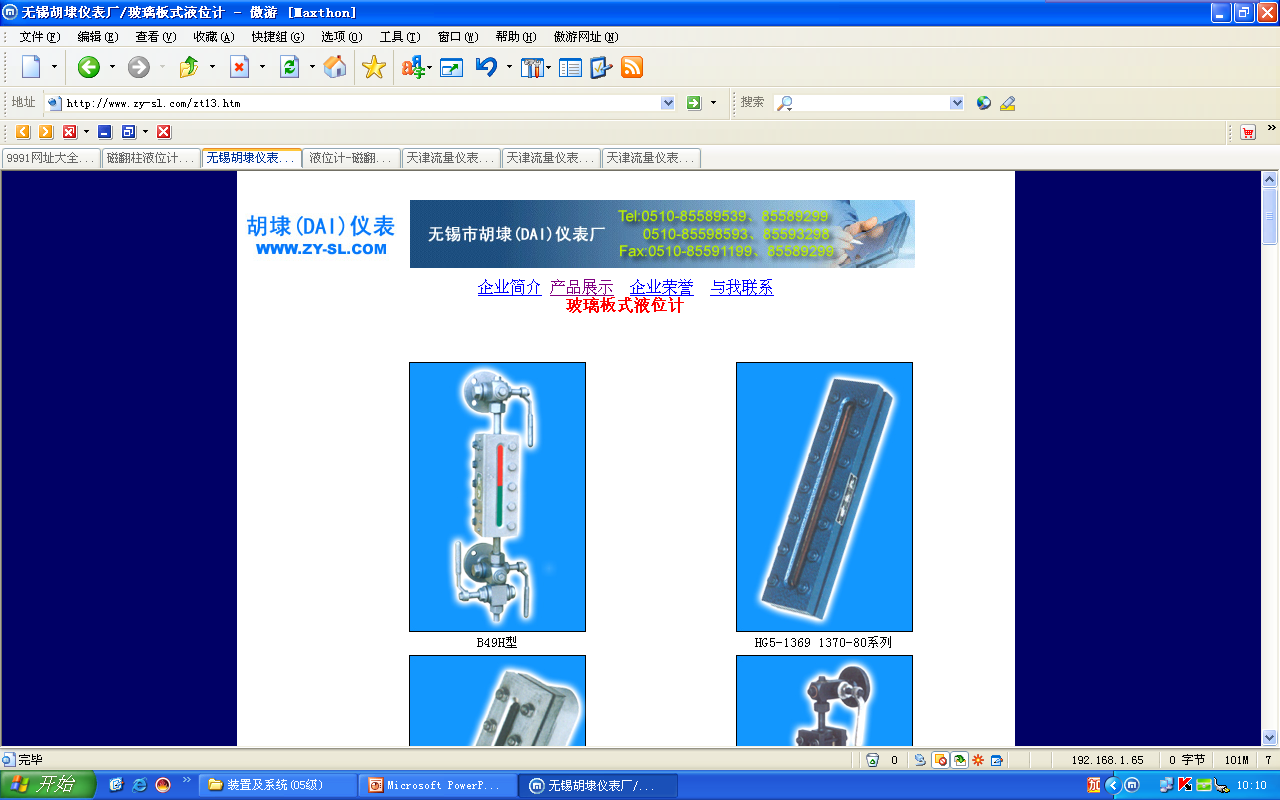 无锡胡埭仪表厂/玻璃板式液位计 - 傲游 [Maxthon]
文件(F) 编辑(E) 查看(V) 收藏(A) 快捷组(G) 选项(O) 工具(T) 窗口(W) 帮助(H) 傲游网址(N)
地址 http://www.zy-sl.com/zt13.htm 搜索
9991网址大全... 磁翻柱液位计... 无锡胡埭仪表... 液位计-磁翻... 天津流量仪表... 天津流量仪表... 天津流量仪表...
胡埭(DAI)仪表
WWW.ZY-SL.COM
无锡市胡埭(DAI)仪表厂
Tel:0510-85589539、85589299
0510-85598593、85593298
Fax:0510-85591199、85589299
企业简介 产品展示 企业荣誉 与我联系
玻璃板式液位计
B49H型 HG5-1369 1370-80系列
完毕 0 192.168.1.65 0 字节 101M 7
开始 装置及系统(05级) Microsoft PowerP... 无锡胡埭仪表厂/... 10:10